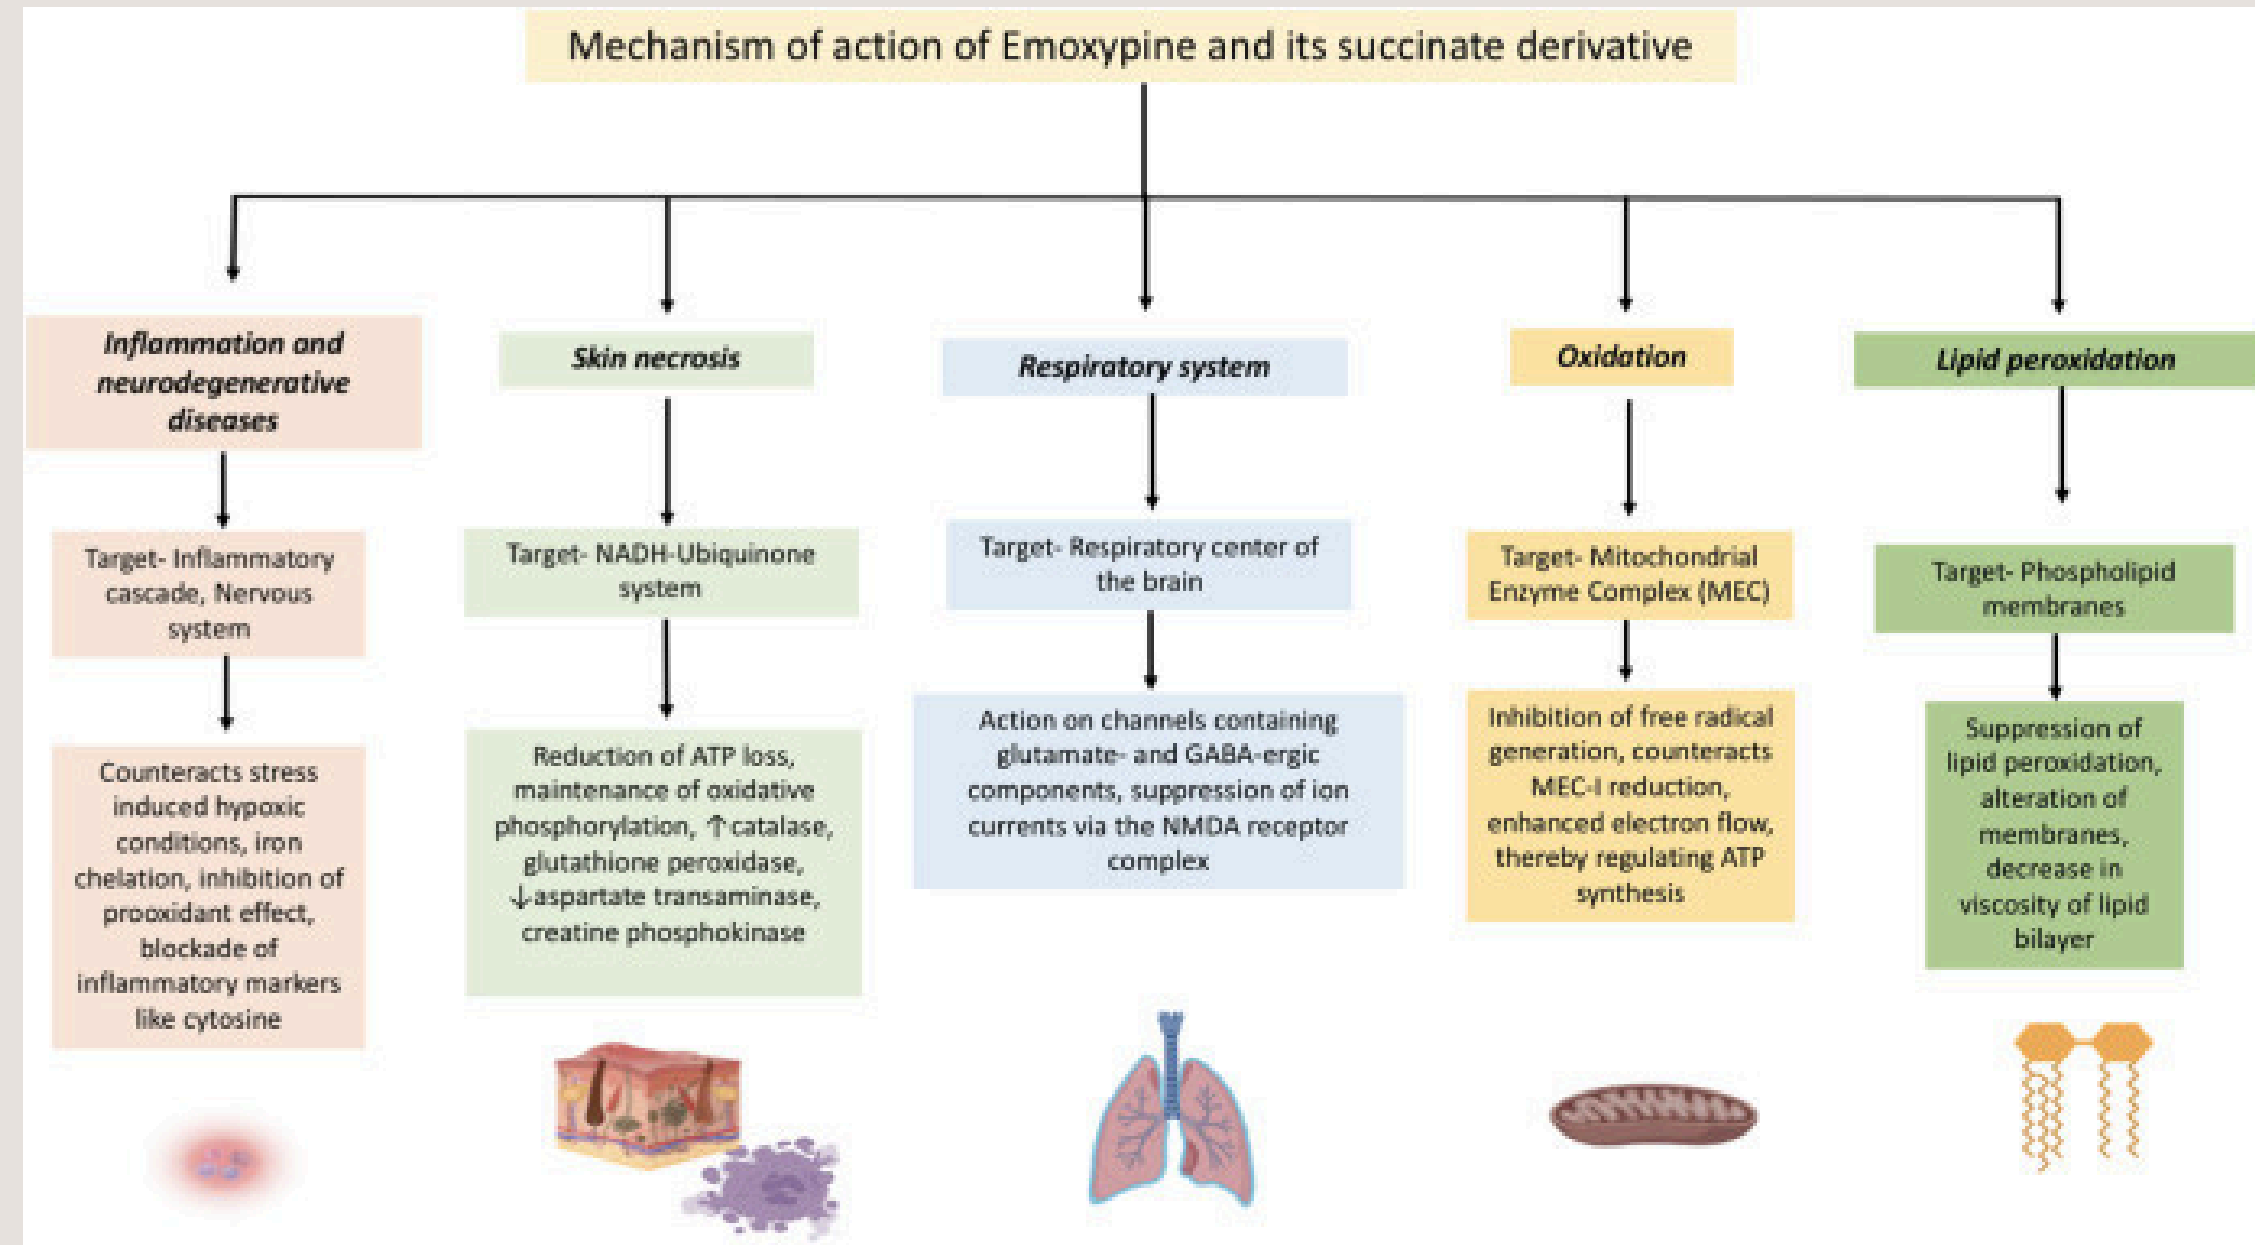 Mechanism of action of Emoxypine and its succinate derivative
Inflammation and
neurodegenerative
diseases
Target- Inflammatory
cascade, Nervous
system
Counteracts stress
induced hypoxic
conditions, iron
chelation, inhibition of
prooxidant effect,
blockade of
inflammatory markers
like cytosine
Skin necrosis
Target- NADH-Ubiquinone
system
Reduction of ATP loss,
maintenance of oxidative
phosphorylation, ↑catalase,
glutathione peroxidase,
↓aspartate transaminase,
creatine phosphokinase
Respiratory system
Target- Respiratory center of
the brain
Action on channels containing
glutamate- and GABA-ergic
components, suppression of ion
currents via the NMDA receptor
complex
Oxidation
Target- Mitochondrial
Enzyme Complex (MEC)
Inhibition of free radical
generation, counteracts
MEC-I reduction,
enhanced electron flow,
thereby regulating ATP
synthesis
Lipid peroxidation
Target- Phospholipid
membranes
Suppression of
lipid peroxidation,
alteration of
membranes,
decrease in
viscosity of lipid
bilayer